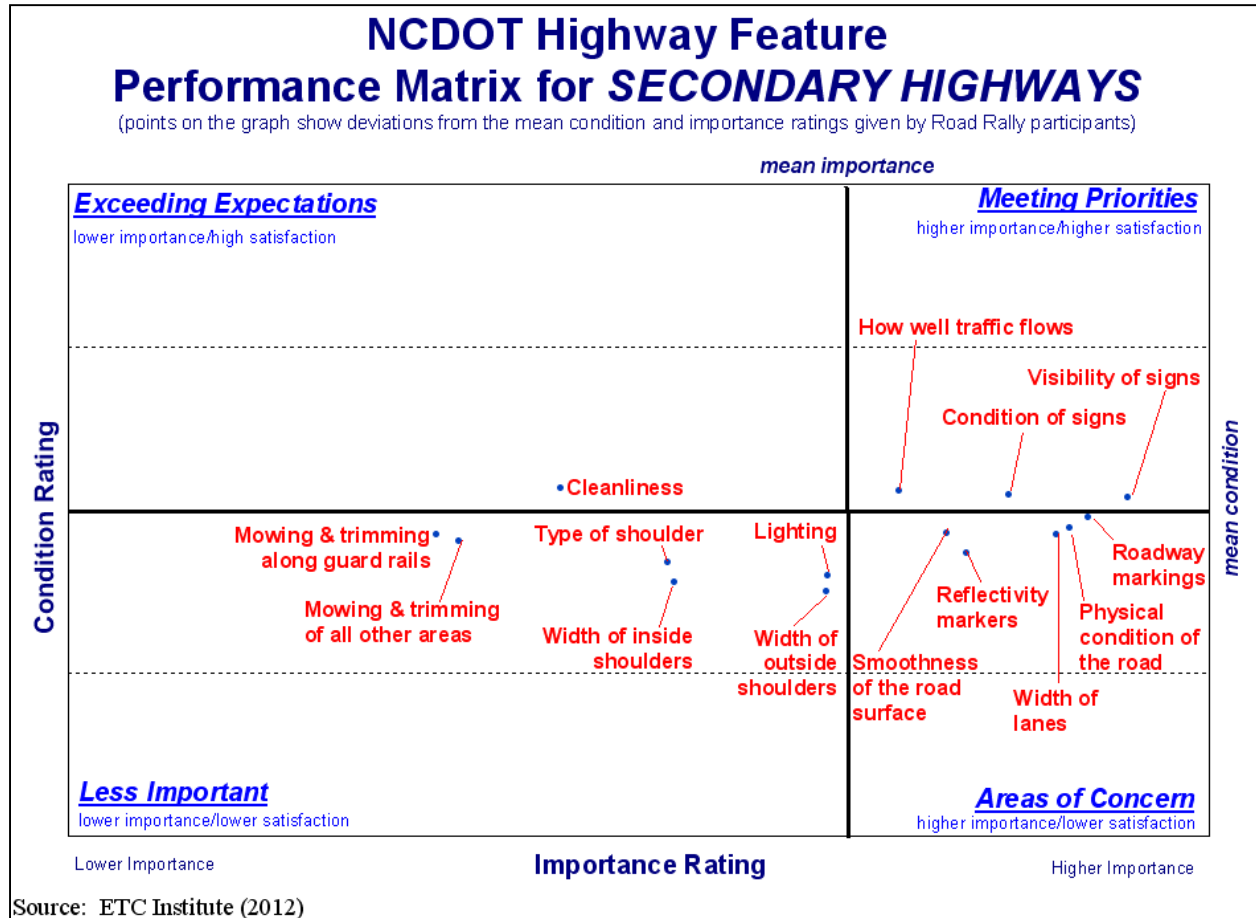 NCDOT Highway Feature
Performance Matrix for SECONDARY HIGHWAYS
(points on the graph show deviations from the mean condition and importance ratings given by Road Rally participants)
mean importance
Exceeding Expectations
lower importance/high satisfaction
Meeting Priorities
higher importance/higher satisfaction
How well traffic flows
Visibility of signs
Condition of signs
Cleanliness
Condition Rating
mean condition
Mowing & trimming
along guard rails
Mowing & trimming
of all other areas
Type of shoulder
Width of inside
shoulders
Lighting
Width of
outside
shoulders
Smoothness
of the road
surface
Reflectivity
markers
Width of
lanes
Physical
condition of
the road
Roadway
markings
Less Important
lower importance/lower satisfaction
Areas of Concern
higher importance/lower satisfaction
Lower Importance
Importance Rating
Higher Importance
Source: ETC Institute (2012)